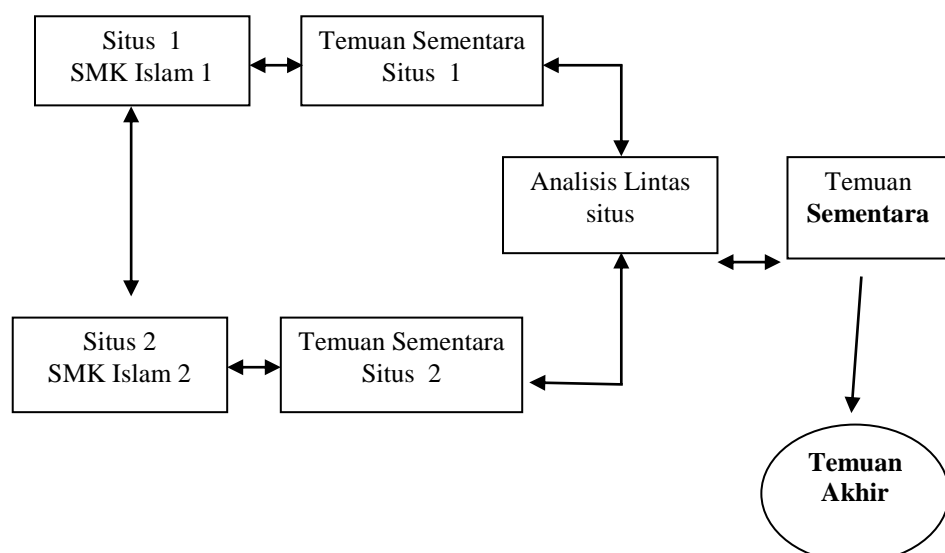 Situs 1
SMK Islam 1
Temuan Sementara
Situs 1
Analisis Lintas
situs
Temuan
Sementara
Situs 2
SMK Islam 2
Temuan Sementara
Situs 2
Temuan
Akhir